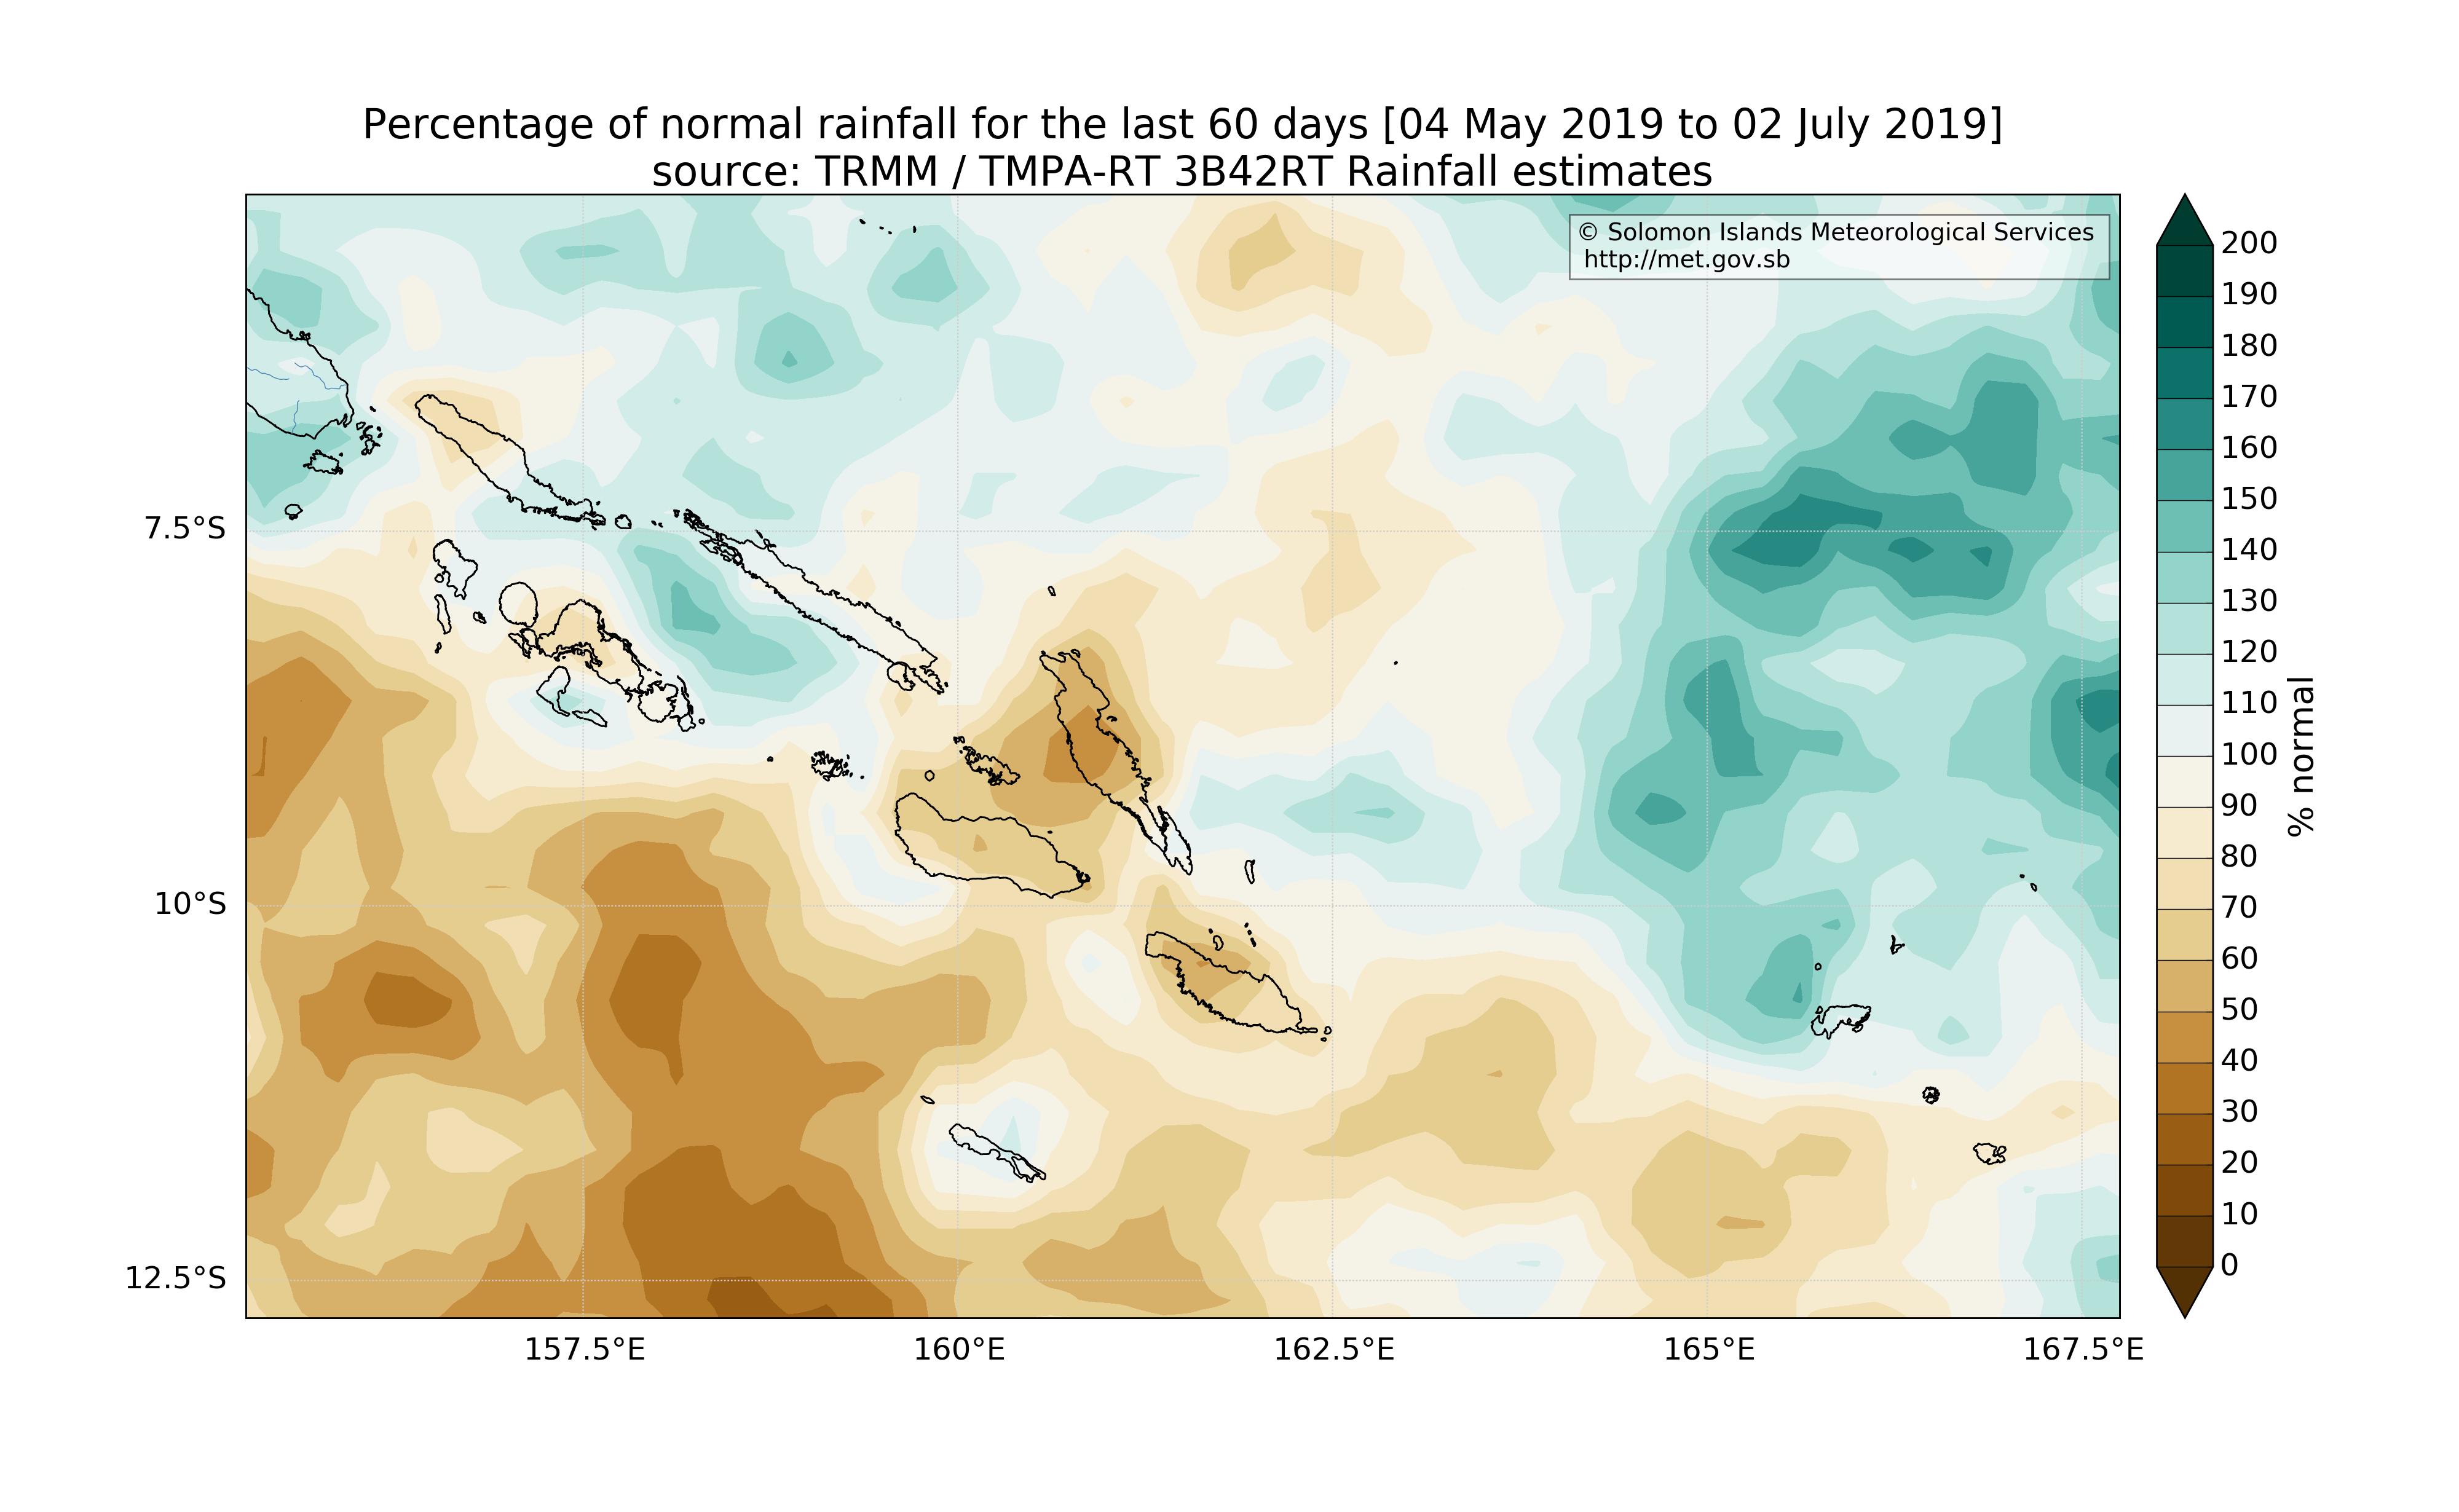 Percentage of normal rainfall for the last 60 days [04 May 2019 to 02 July 2019]
source: TRMM / TMPA-RT 3B42RT Rainfall estimates
© Solomon Islands Meteorological Services
http://met.gov.sb
7.5°S
10°S
12.5°S
157.5°E
160°E
162.5°E
165°E
167.5°E
200
190
180
170
160
150
140
130
120
110
100
90
80
70
60
50
40
30
20
10
0
% normal